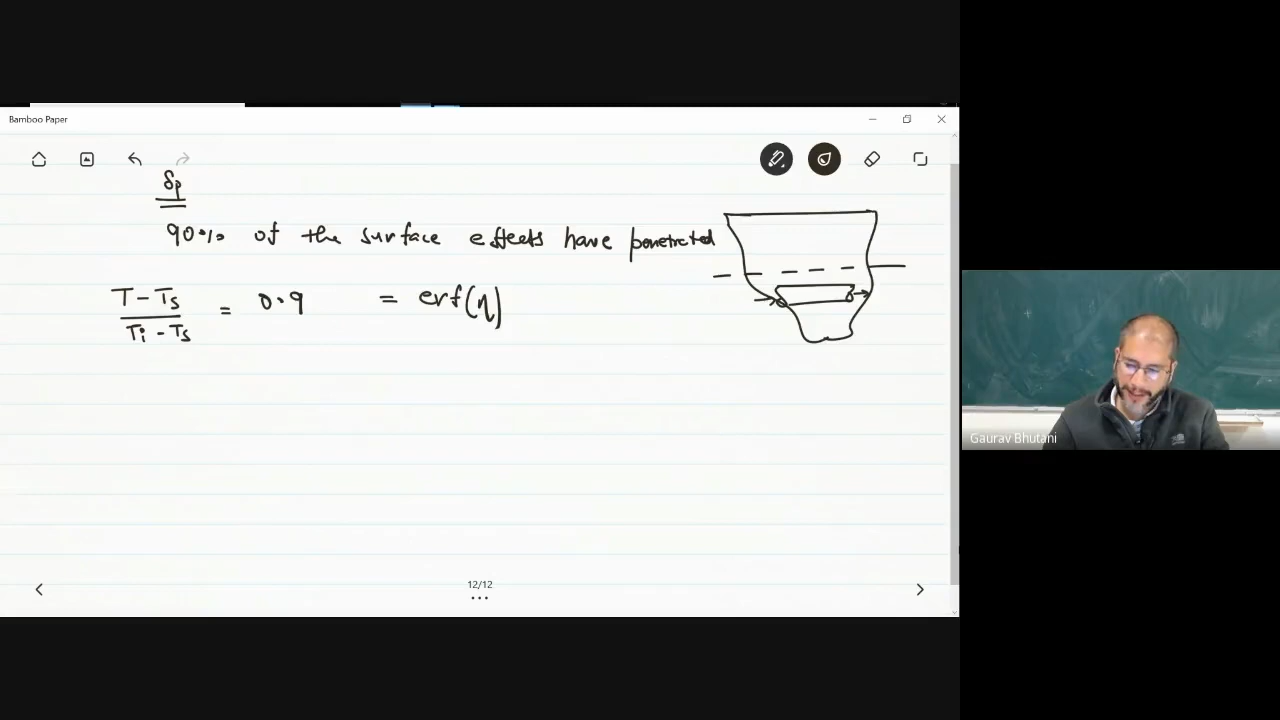 Bamboo Paper
δp
90% of the surface effects have penetrated
T - Ts / Ti - Ts = 0.9 = erf(η)
Gaurav Bhutani
12/12